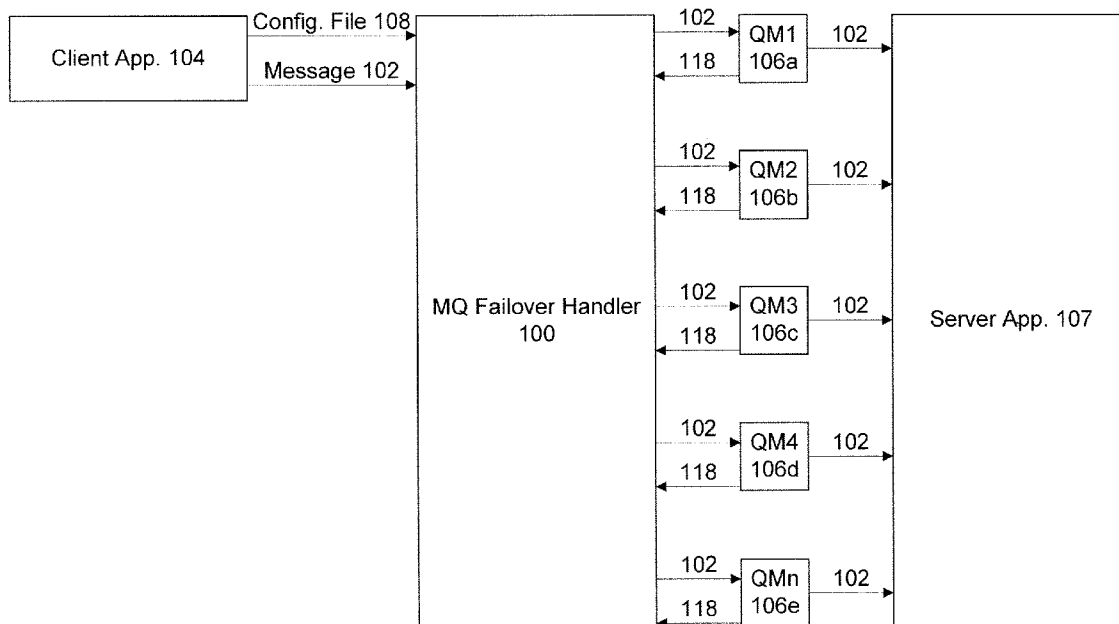 Config. File 108
Client App. 104
Message 102
102
QM1
106a
102
118
102
QM2
106b
102
118
MQ Failover Handler
100
102
QM3
106c
102
118
Server App. 107
102
QM4
106d
102
118
102
QMn
106e
102
118